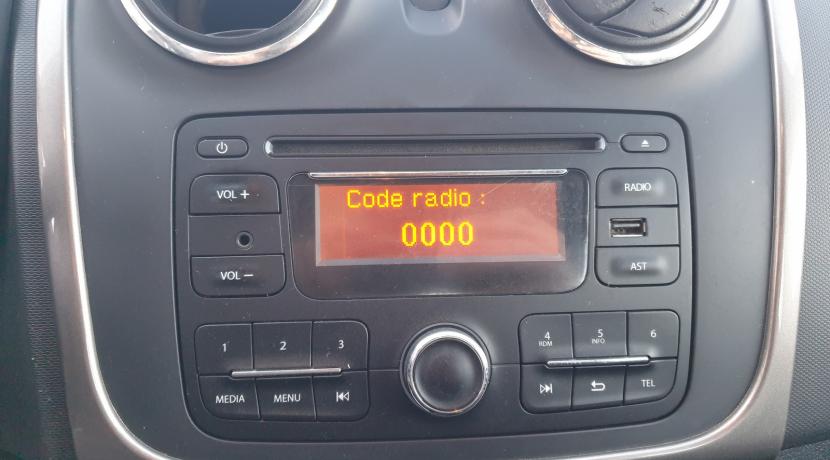 Code radio :
0000
VOL +
VOL −
RADIO
AST
1
2
3
MEDIA
MENU
4
RDM
5
INFO
6
TEL